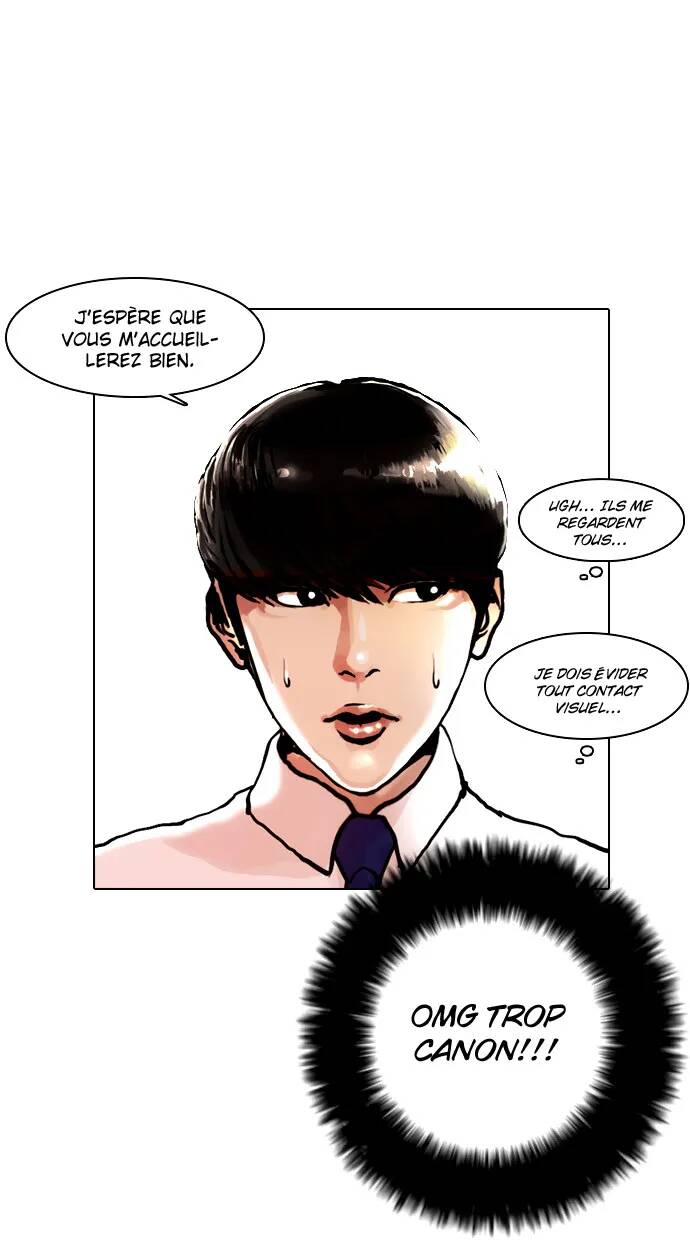 J'ESPÈRE QUE
VOUS M'ACCUEIL-
LEREZ BIEN.
UGH... ILS ME
REGARDENT
TOUS...
JE DOIS ÉVIDER
TOUT CONTACT
VISUEL...
OMG TROP
CANON!!!